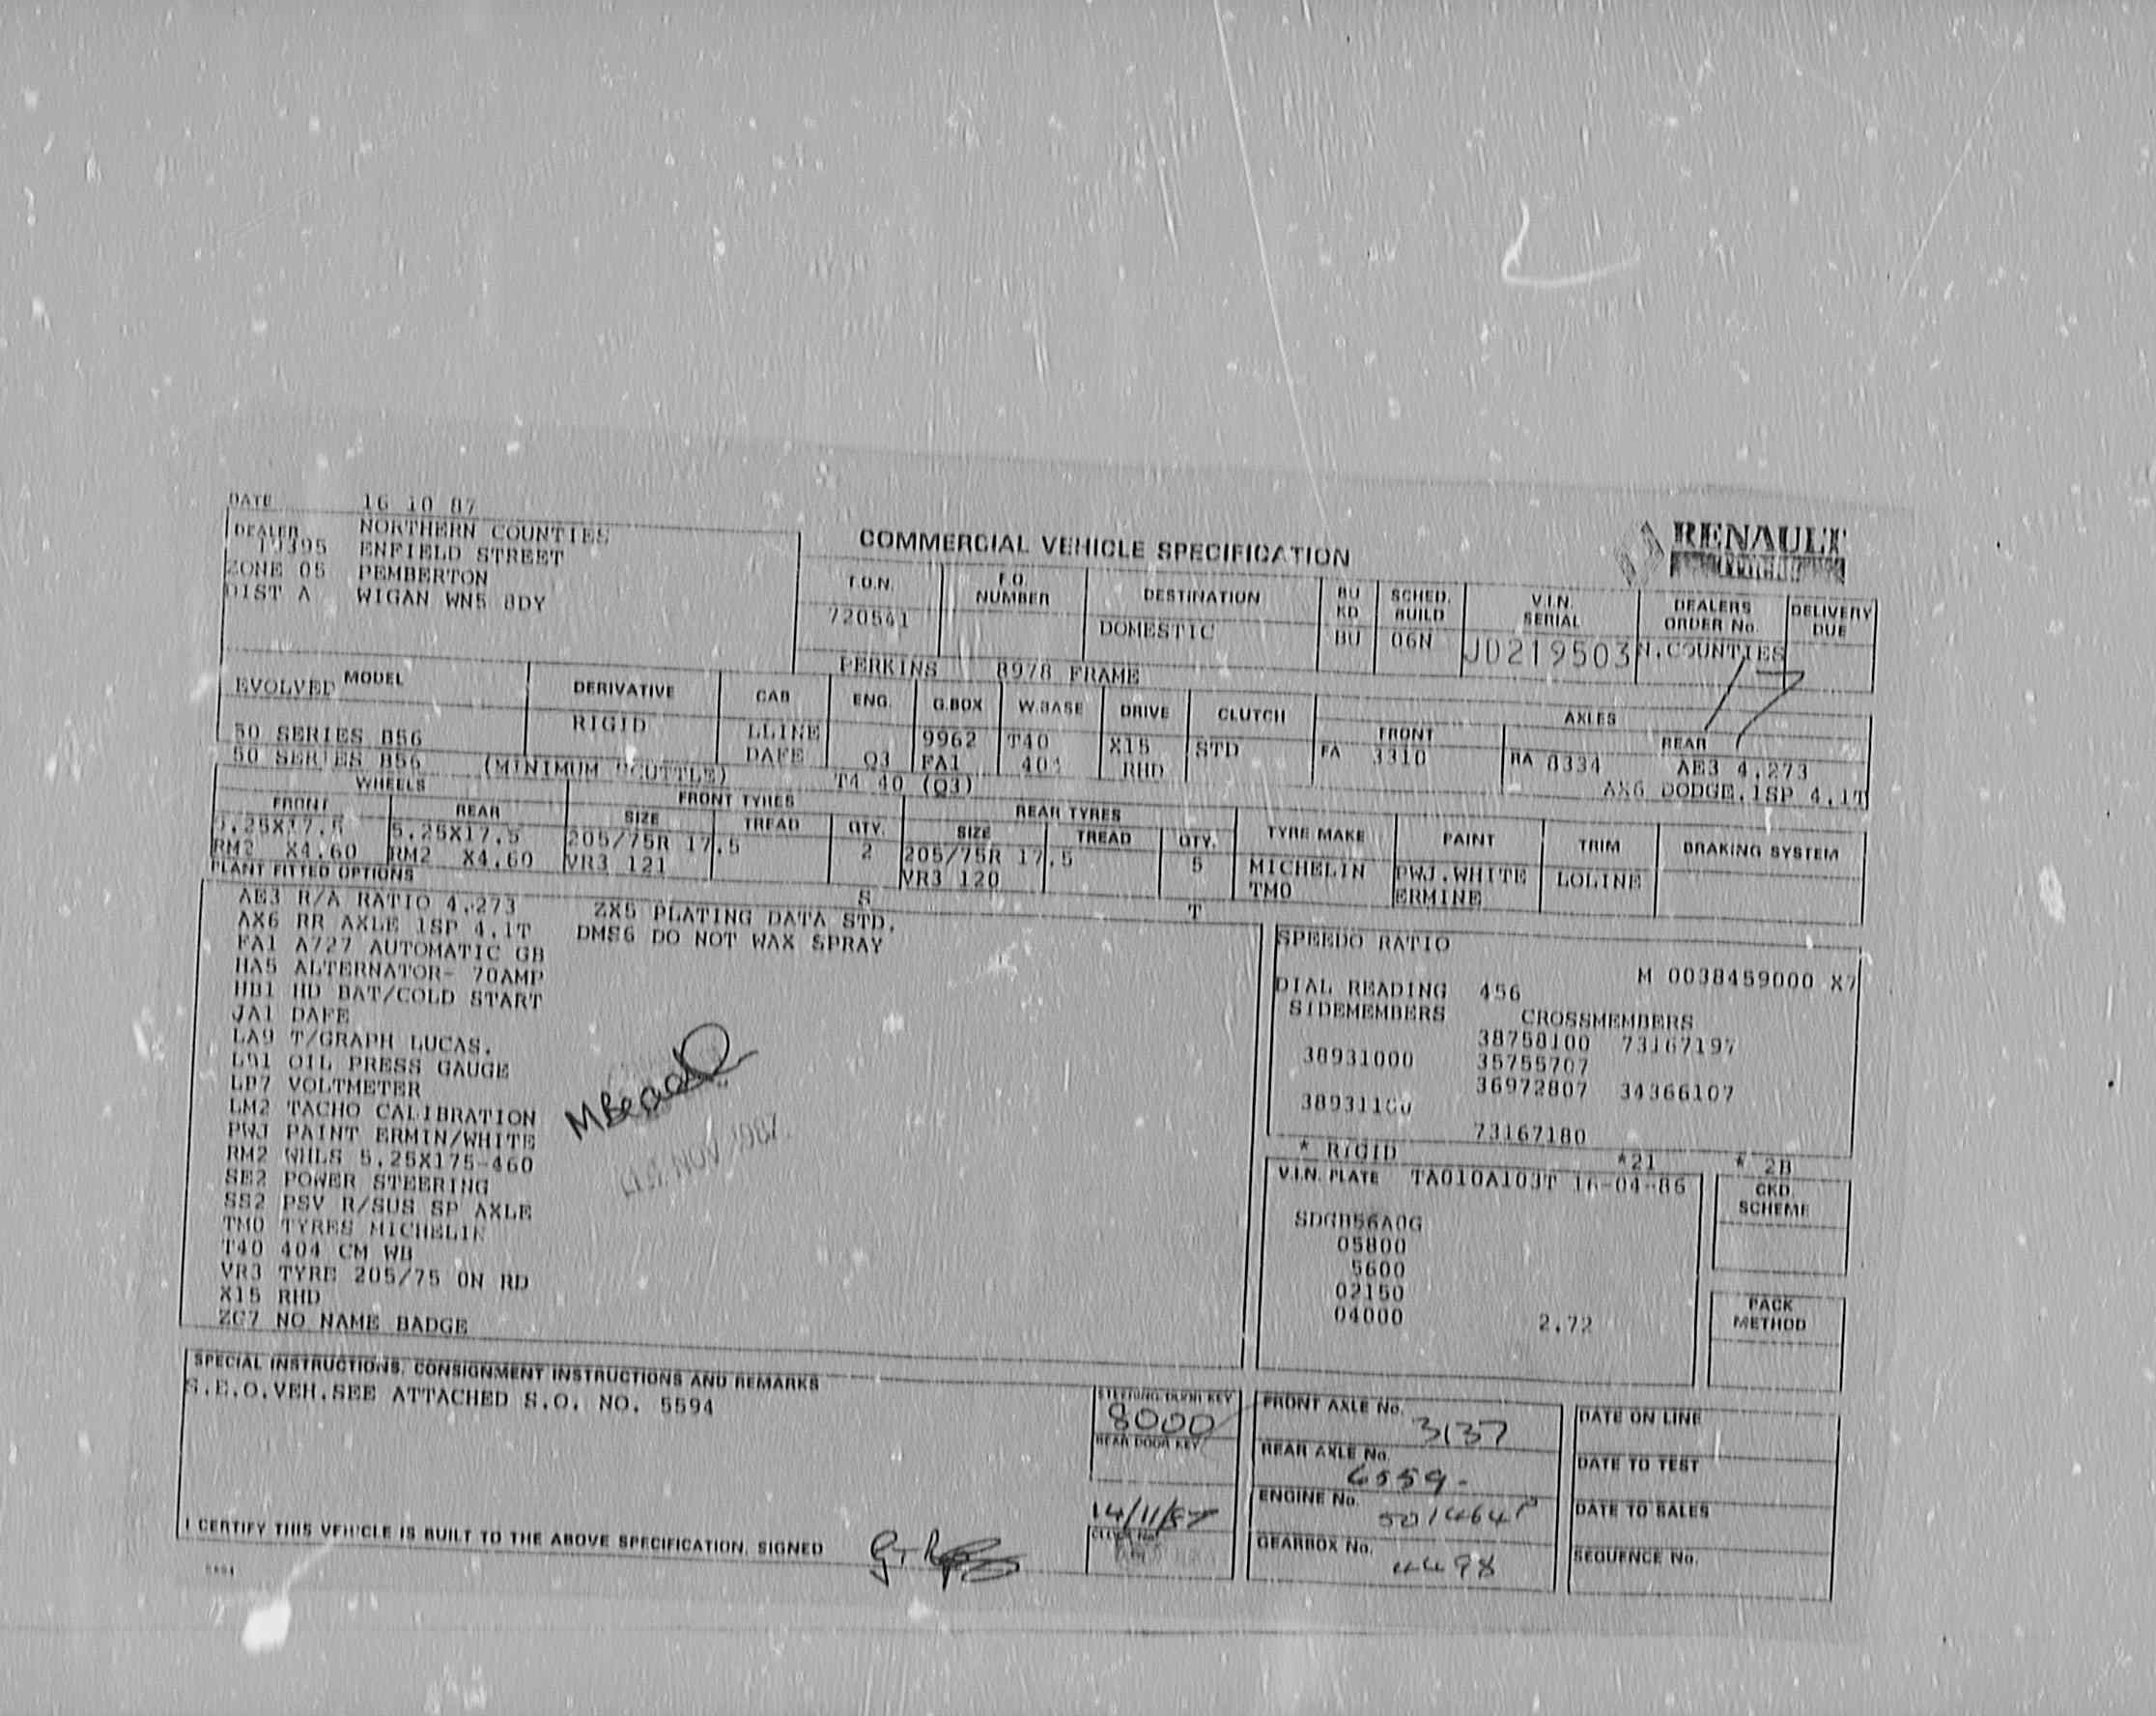 DATE 16 10 87
DEALER NORTHERN COUNTIES
ENFIELD STREET
ZONE 05 PEMBERTON
DIST A WIGAN WN5 8DY
COMMERCIAL VEHICLE SPECIFICATION
RENAULT
T.O.N. F.O. NUMBER DESTINATION BU KD SCHED. BUILD V.I.N. SERIAL DEALERS ORDER No. DELIVERY DUE
720541 DOMESTIC BU 06N JD219503 N.COUNTIES
17
PERKINS 8978 FRAME
MODEL DERIVATIVE CAB ENG. G.BOX W.BASE DRIVE CLUTCH AXLES
FRONT REAR
EVOLVED
50 SERIES B56 RIGID LLINE 9962 T40 X15 STD FA 3310 RA 8334 AE3 4.273
50 SERIES B56 (MINIMUM SCUTTLE) DAFE Q3 FA1 404 RHD AX6 DODGE.1SP 4.1T
T4 40 (Q3)
WHEELS FRONT TYRES REAR TYRES TYRE MAKE PAINT TRIM BRAKING SYSTEM
FRONT REAR SIZE TREAD QTY. SIZE TREAD QTY.
5.25X17.5 5.25X17.5 205/75R 17.5 2 205/75R 17.5 5 MICHELIN PWJ.WHITE LOLINE
RM2 X4.60 RM2 X4.60 VR3 121 VR3 120 TMO ERMINE
PLANT FITTED OPTIONS
S T
AE3 R/A RATIO 4.273 ZX5 PLATING DATA STD.
AX6 RR AXLE 1SP 4.1T DMS6 DO NOT WAX SPRAY
FA1 A727 AUTOMATIC GB
HA5 ALTERNATOR- 70AMP
HB1 HD BAT/COLD START
JA1 DAFE
LA9 T/GRAPH LUCAS.
OIL PRESS GAUGE
LP7 VOLTMETER
LM2 TACHO CALIBRATION
PWJ PAINT ERMIN/WHITE
RM2 WHLS 5.25X175-460
SE2 POWER STEERING
SS2 PSV R/SUS SP AXLE
TMO TYRES MICHELIN
T40 404 CM WB
VR3 TYRE 205/75 ON RD
X15 RHD
ZC7 NO NAME BADGE
NOV 1987
SPEEDO RATIO
M 0038459000 X7
DIAL READING 456
SIDEMEMBERS CROSSMEMBERS
38758100 73167197
38931000 35755707
36972807 34366107
38931100
73167180
* RIGID *21 * 2B
V.I.N. PLATE TA010A103T 16-04-86
SDGB56A0G
05800
5600
02150
04000 2.72
CKD. SCHEME
PACK METHOD
SPECIAL INSTRUCTIONS, CONSIGNMENT INSTRUCTIONS AND REMARKS
S.E.O.VEH.SEE ATTACHED S.O. NO. 5594
STEERING/DOOR KEY
8000
REAR DOOR KEY
14/11/87
FRONT AXLE No. 3137
REAR AXLE No. 6559-
ENGINE No.
GEARBOX No. 4498
DATE ON LINE
DATE TO TEST
DATE TO SALES
SEQUENCE No.
I CERTIFY THIS VEHICLE IS BUILT TO THE ABOVE SPECIFICATION. SIGNED